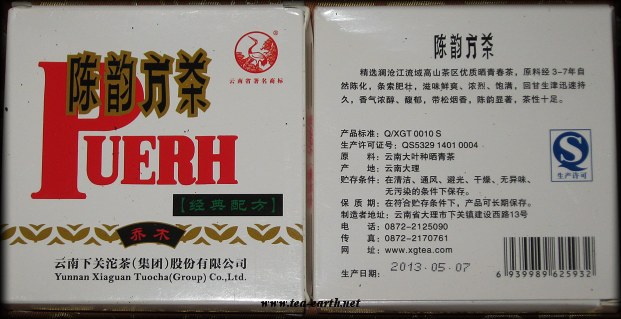 云南省著名商标
陈韵方茶
PUERH
【经典配方】
乔木
云南下关沱茶(集团)股份有限公司
Yunnan Xiaguan Tuocha(Group) Co.,Ltd.
陈韵方茶
精选澜沧江流域高山茶区优质晒青春茶，原料经3-7年自
然陈化，条索肥壮，滋味鲜爽、浓烈、饱满，回甘生津迅速持
久，香气浓醇、馥郁，带松烟香，陈韵显著，茶性十足。
产品标准：Q/XGT 0010 S
生产许可证号：QS5329 1401 0004
原 料：云南大叶种晒青茶
产 地：云南大理
贮存条件：在清洁、通风、避光、干燥、无异味、
无污染的条件下保存。
保 质 期：在符合贮存条件下，产品可长期保存。
制造者地址：云南省大理市下关镇建设西路13号
电 话：0872-2125090
传 真：0872-2170761
网 址：www.xgtea.com
生产日期：2013-05-07
QS
生产许可
6 939989 625932
www.tea-earth.net